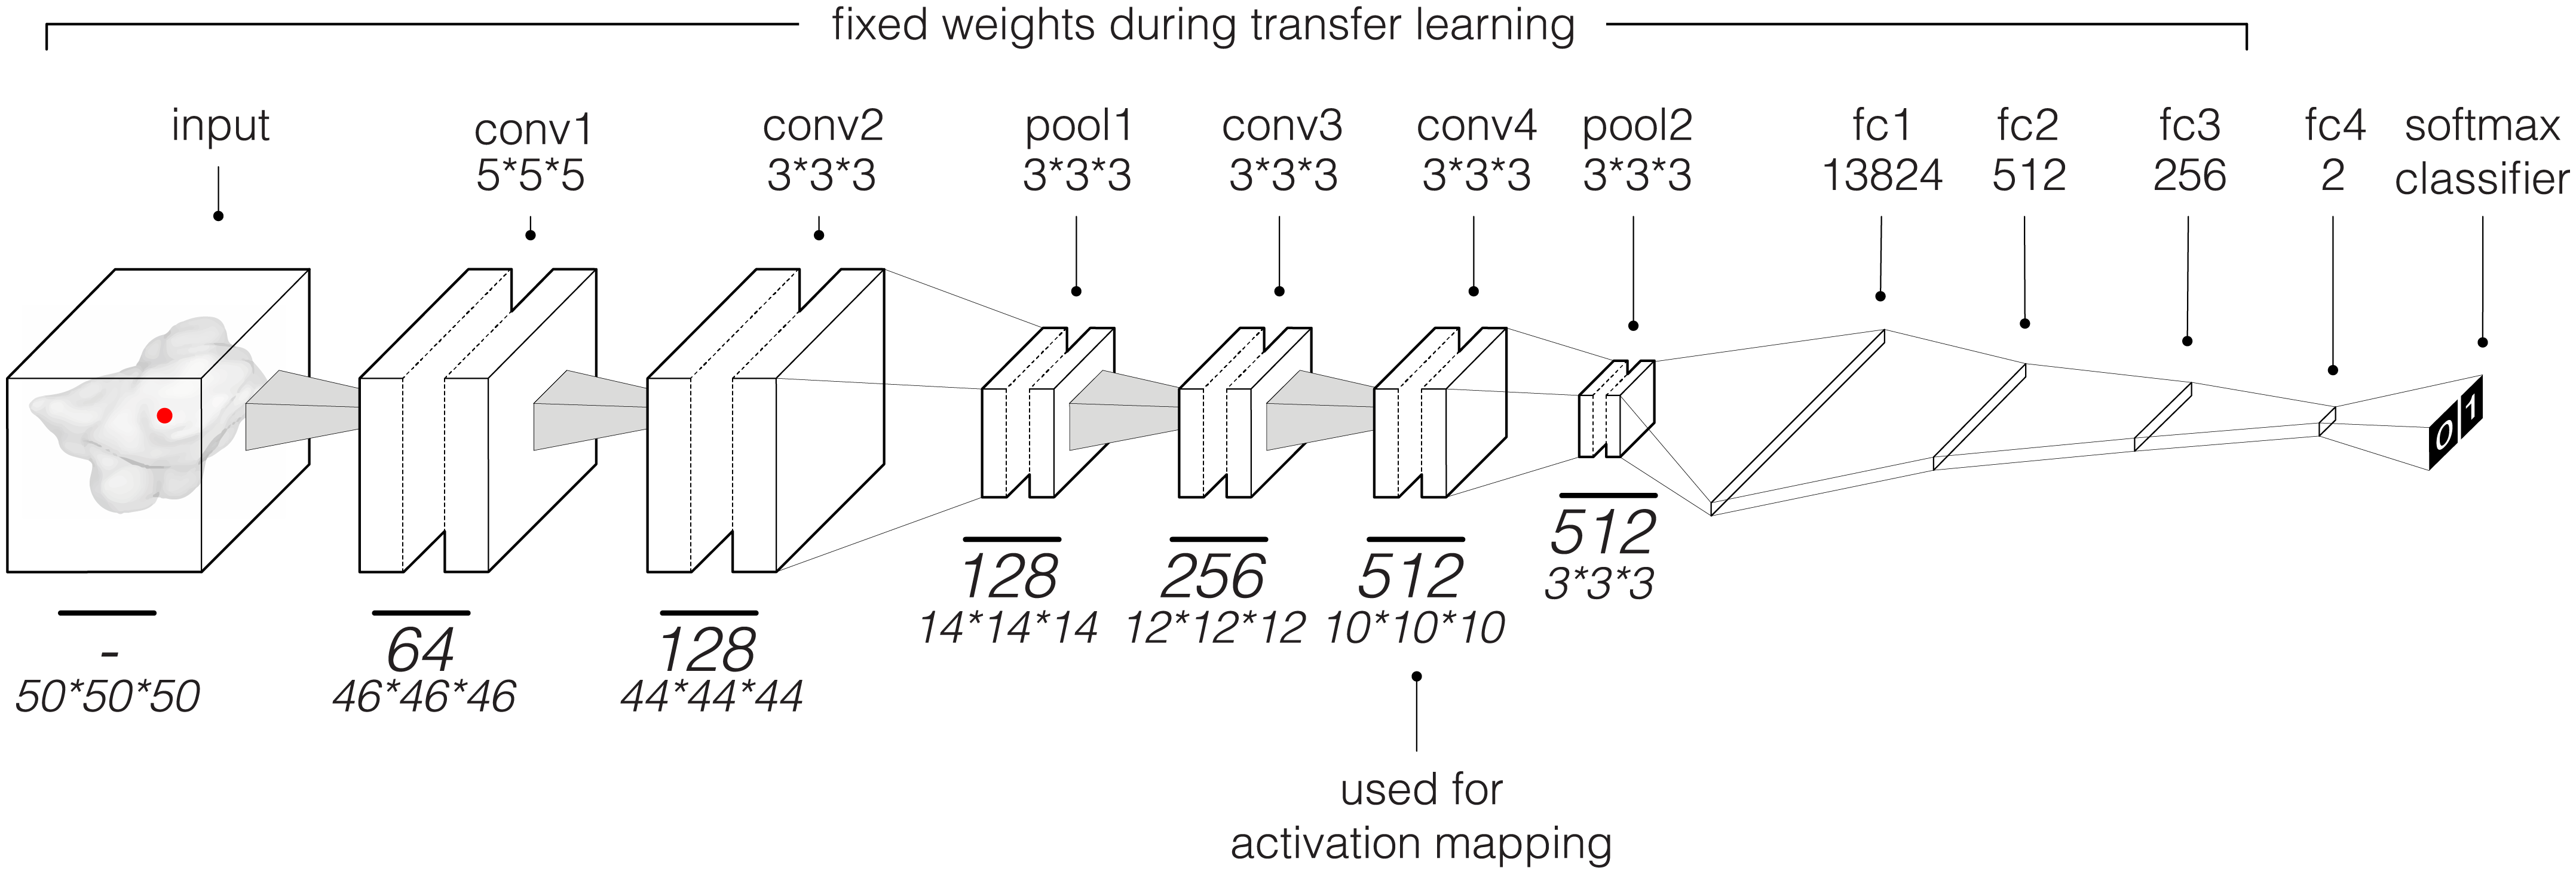 fixed weights during transfer learning
input
conv1
5*5*5
conv2
3*3*3
pool1
3*3*3
conv3
3*3*3
conv4
3*3*3
pool2
3*3*3
fc1
13824
fc2
512
fc3
256
fc4
2
softmax
classifier
0 1
-
50*50*50
64
46*46*46
128
44*44*44
128
14*14*14
256
12*12*12
512
10*10*10
512
3*3*3
used for
activation mapping